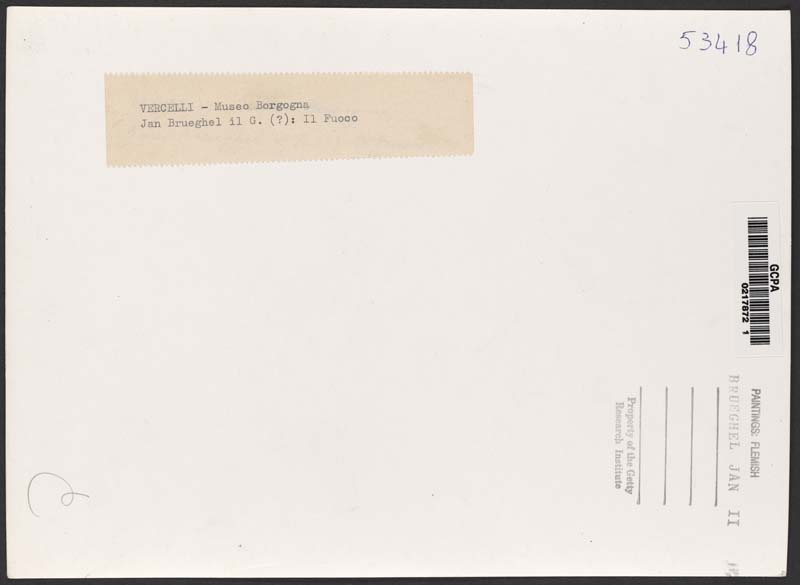 53418
VERCELLI - Museo Borgogna
Jan Brueghel il G. (?): Il Fuoco
GCPA
0217872 1
PAINTINGS: FLEMISH
BRUEGHEL JAN II
Property of the Getty
Research Institute